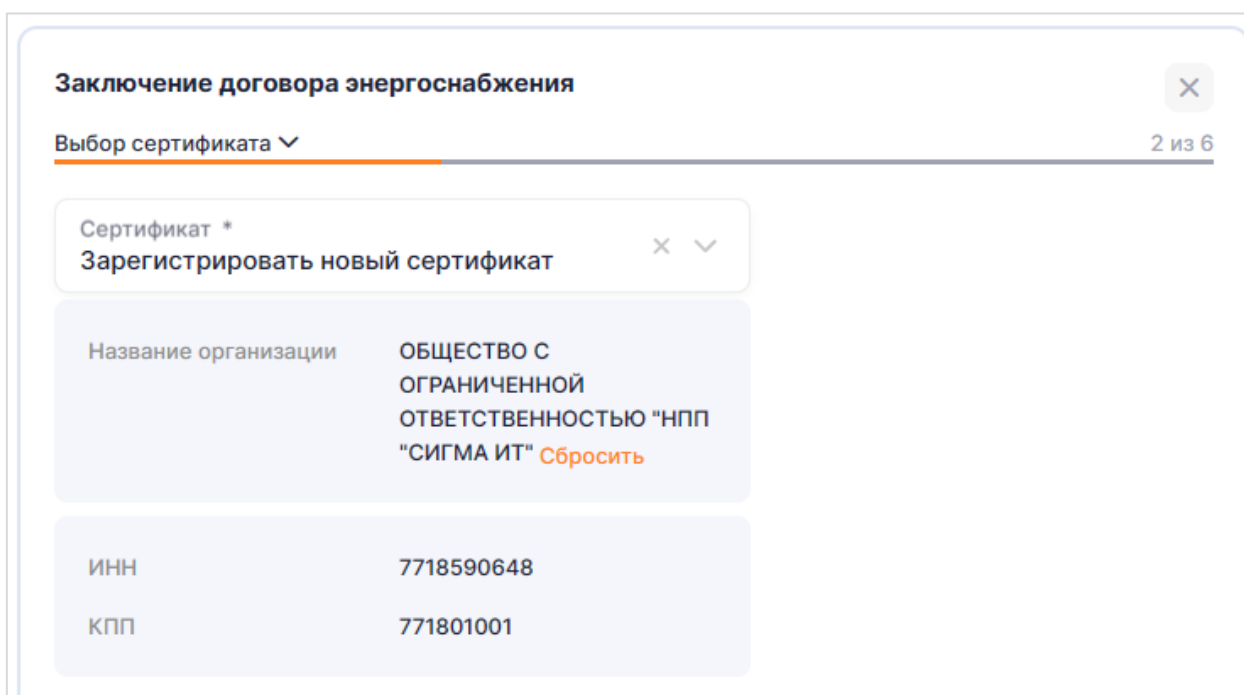 Заключение договора энергоснабжения
Выбор сертификата
2 из 6
Сертификат *
Зарегистрировать новый сертификат
Название организации
ОБЩЕСТВО С
ОГРАНИЧЕННОЙ
ОТВЕТСТВЕННОСТЬЮ "НПП
"СИГМА ИТ" Сбросить
ИНН 7718590648
КПП 771801001